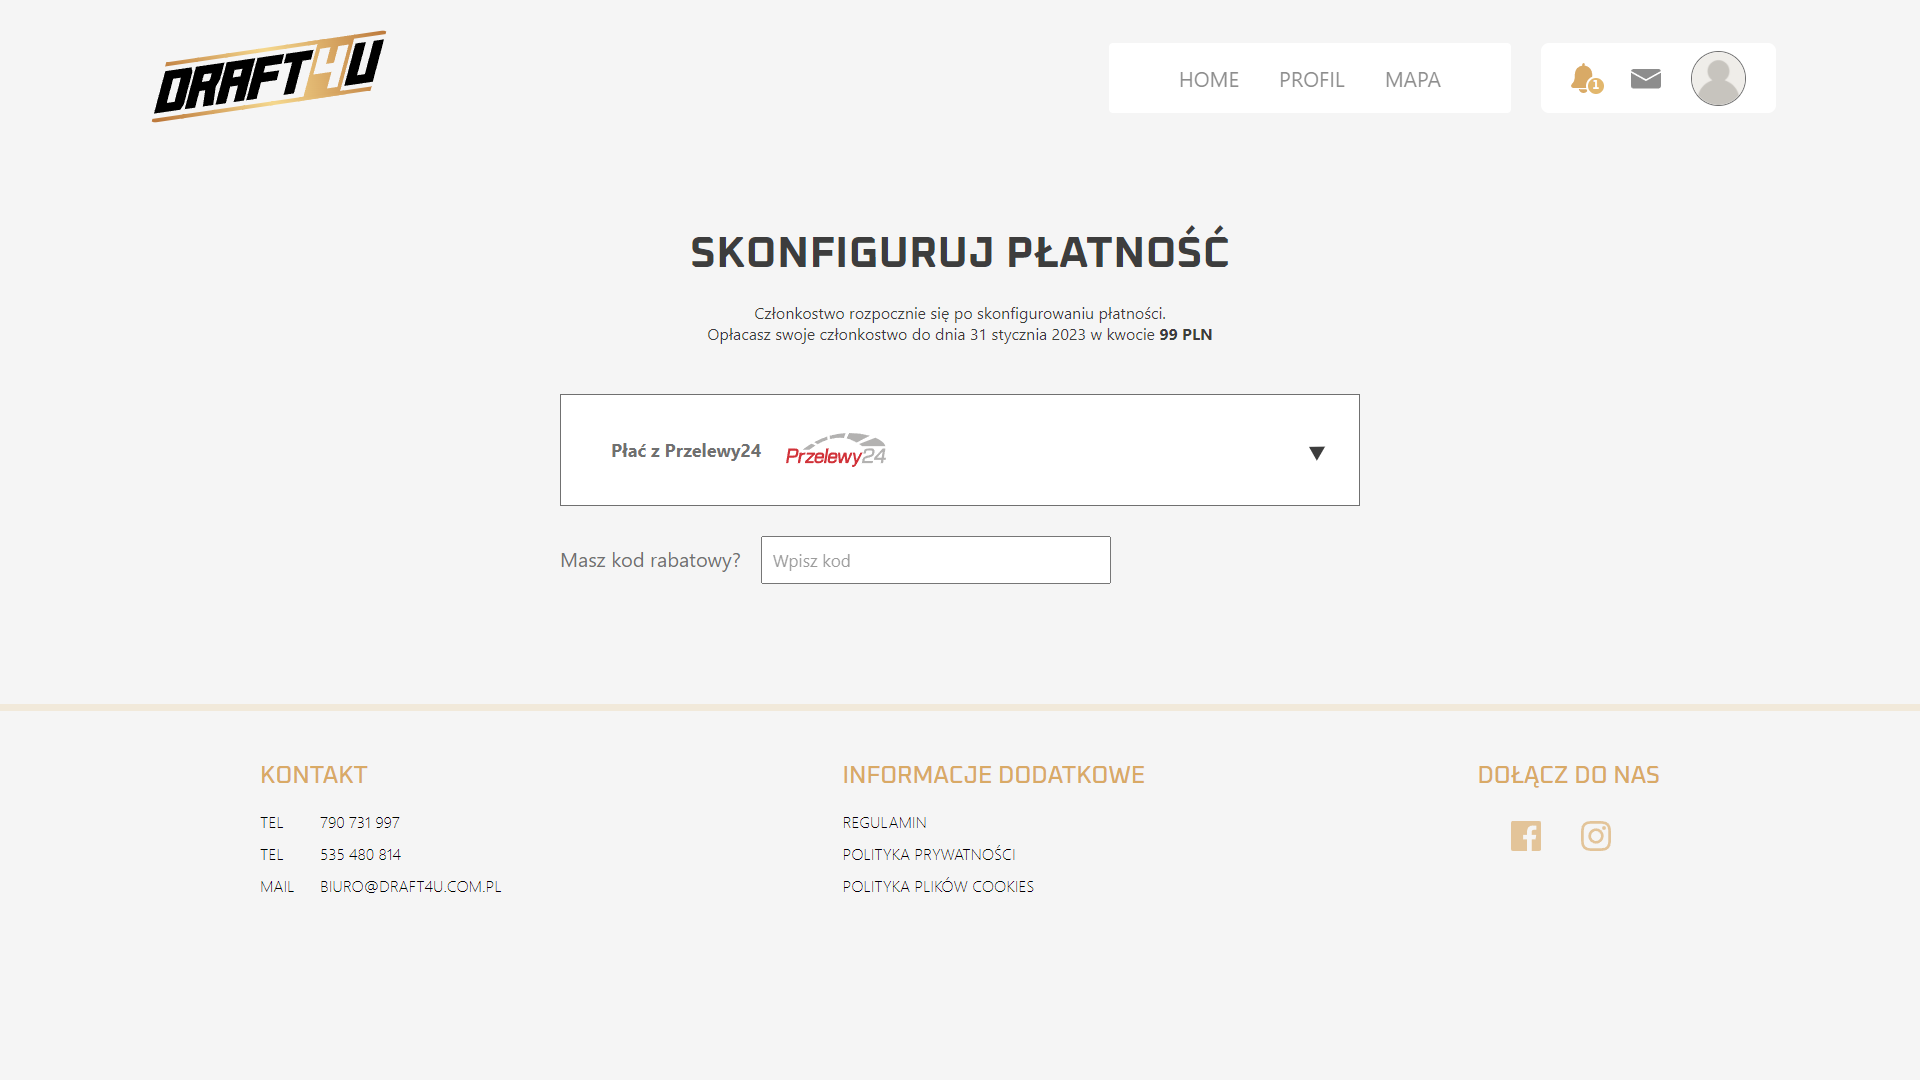 DRAFT4U
HOME PROFIL MAPA
1
SKONFIGURUJ PŁATNOŚĆ
Członkostwo rozpocznie się po skonfigurowaniu płatności.
Opłacasz swoje członkostwo do dnia 31 stycznia 2023 w kwocie 99 PLN
Płać z Przelewy24 Przelewy24
Masz kod rabatowy? Wpisz kod
KONTAKT
TEL 790 731 997
TEL 535 480 814
MAIL BIURO@DRAFT4U.COM.PL
INFORMACJE DODATKOWE
REGULAMIN
POLITYKA PRYWATNOŚCI
POLITYKA PLIKÓW COOKIES
DOŁĄCZ DO NAS